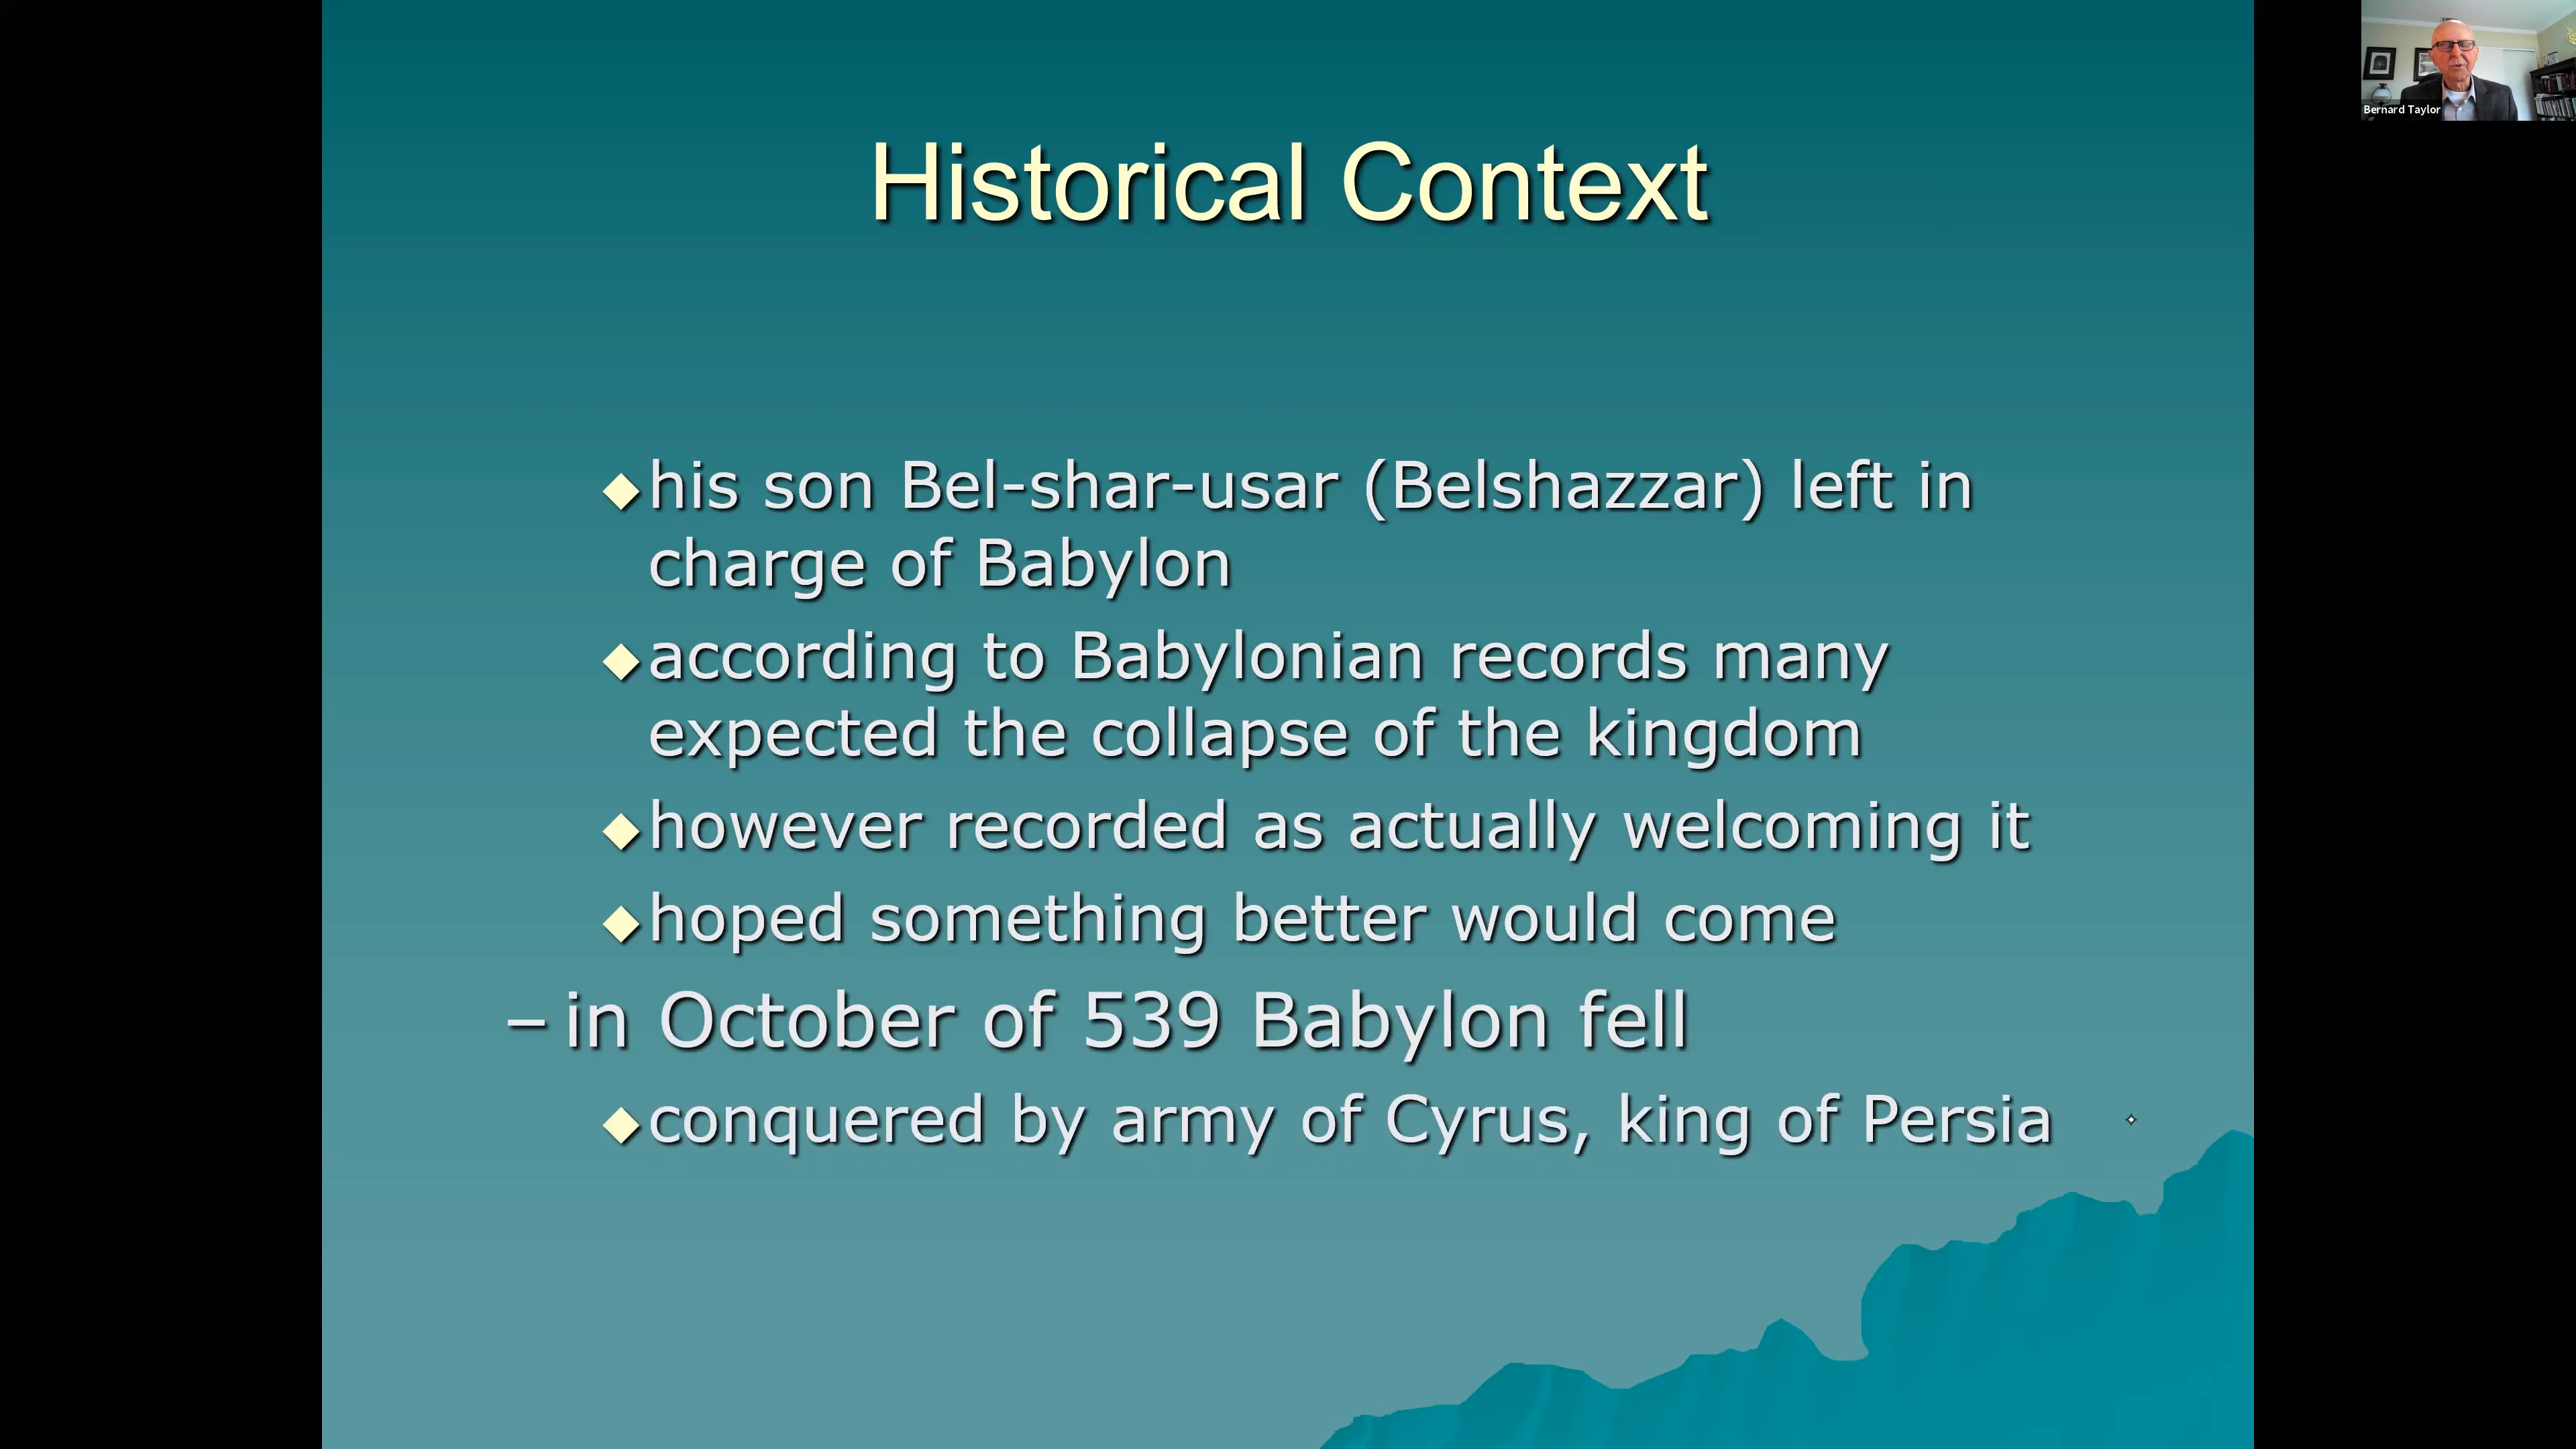 Historical Context
his son Bel-shar-usar (Belshazzar) left in
charge of Babylon
according to Babylonian records many
expected the collapse of the kingdom
however recorded as actually welcoming it
hoped something better would come
– in October of 539 Babylon fell
conquered by army of Cyrus, king of Persia
Bernard Taylor